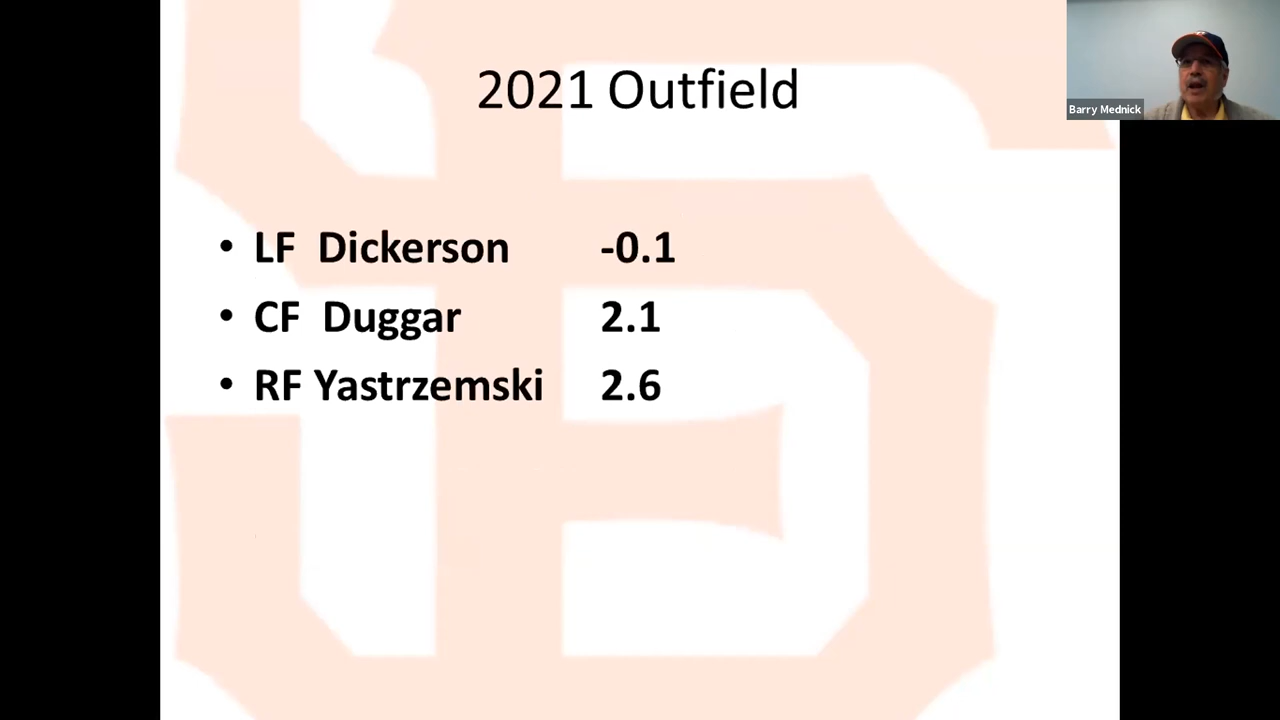 2021 Outfield
Barry Mednick
• LF Dickerson -0.1
• CF Duggar 2.1
• RF Yastrzemski 2.6